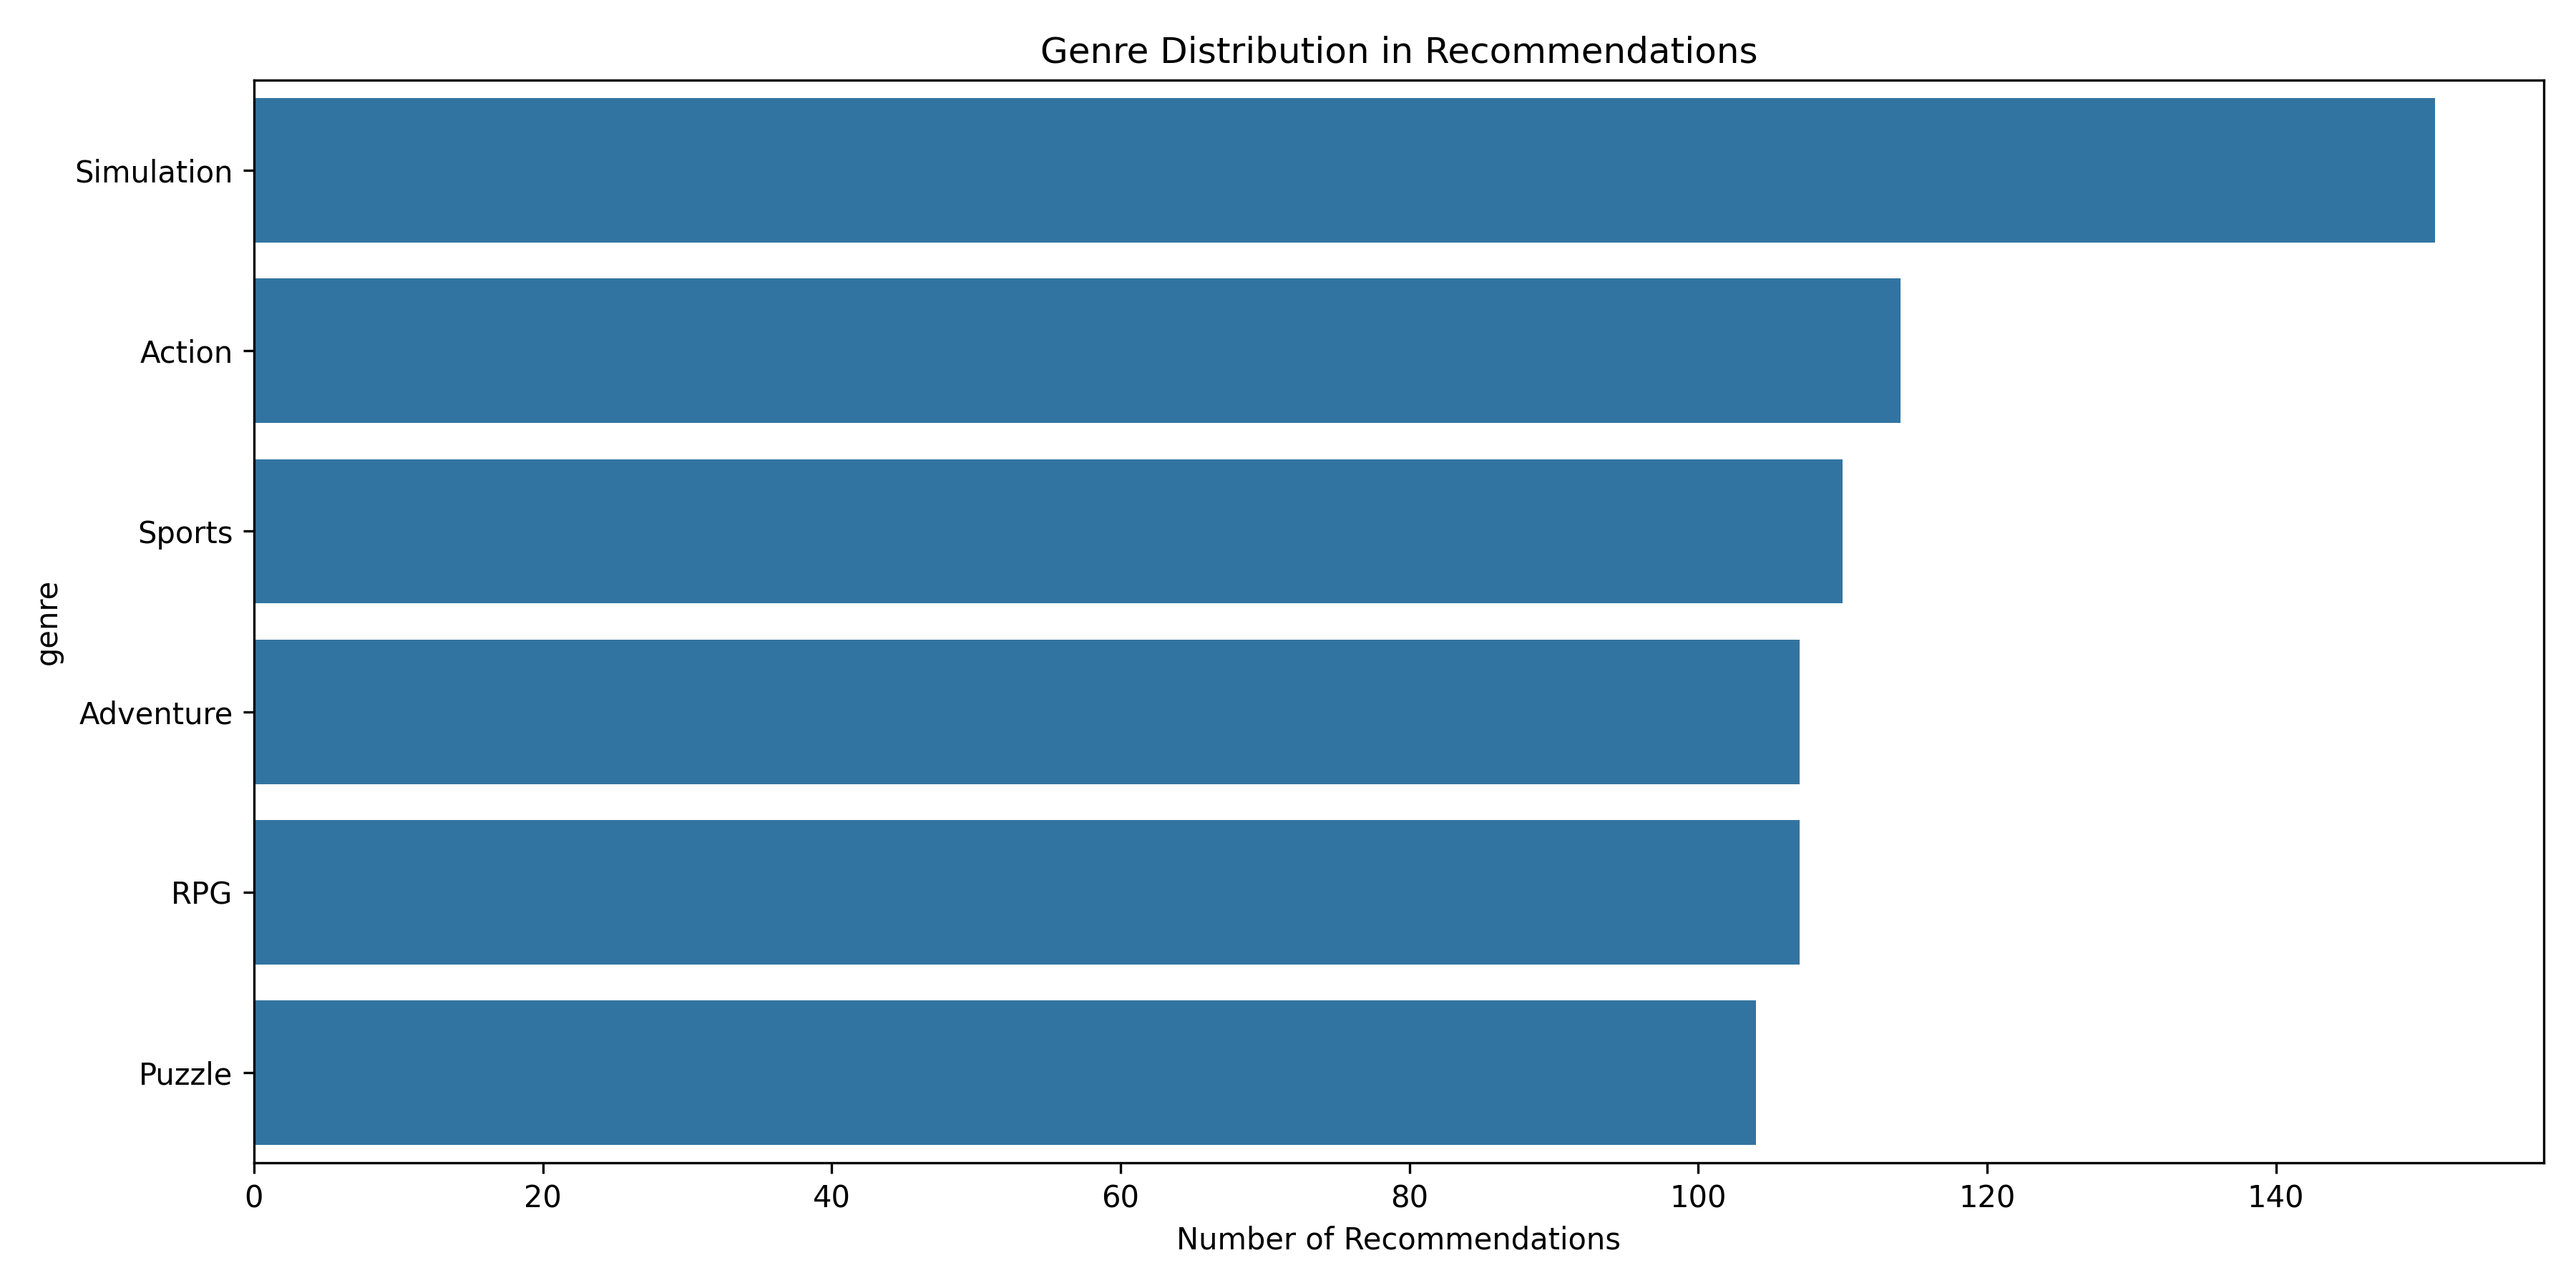 Genre Distribution in Recommendations
Simulation
Action
Sports
Adventure
RPG
Puzzle
genre
0 20 40 60 80 100 120 140
Number of Recommendations